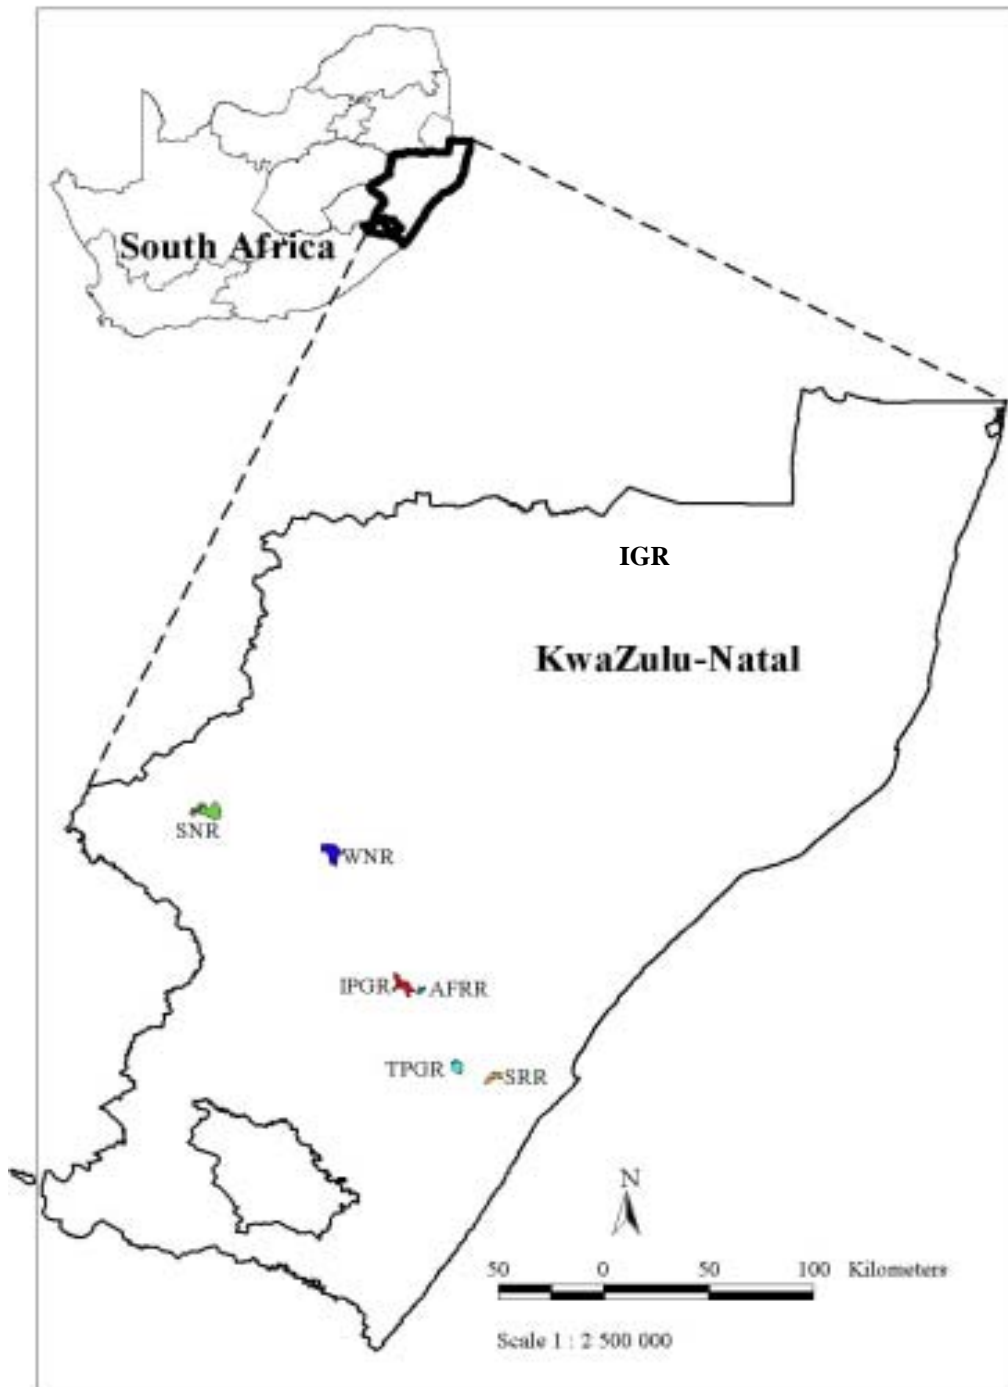 South Africa
IGR
KwaZulu-Natal
SNR
WNR
IPGR AFRR
TPGR SRR
N
50 0 50 100 Kilometers
Scale 1 : 2 500 000